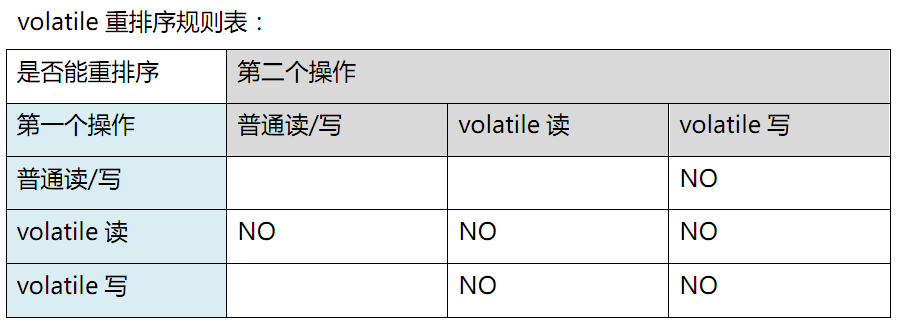 volatile 重排序规则表：
是否能重排序 第二个操作
第一个操作 普通读/写 volatile 读 volatile 写
普通读/写 NO
volatile 读 NO NO NO
volatile 写 NO NO